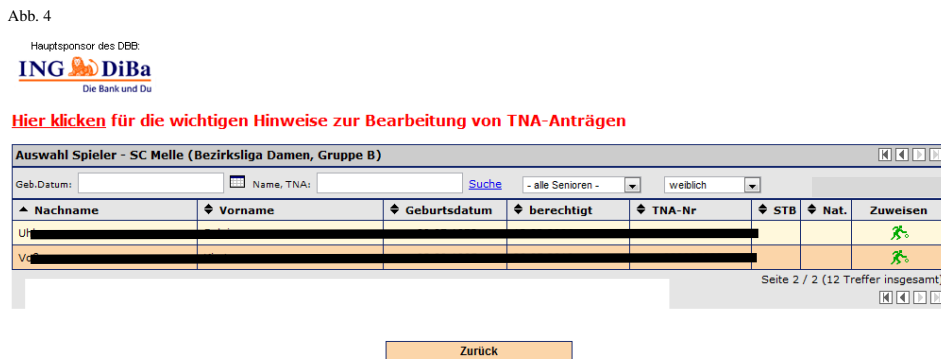 Abb. 4
Hauptsponsor des DBB:
ING DiBa
Die Bank und Du
Hier klicken für die wichtigen Hinweise zur Bearbeitung von TNA-Anträgen
Auswahl Spieler - SC Melle (Bezirksliga Damen, Gruppe B)
Geb.Datum: Name, TNA: Suche - alle Senioren - weiblich
Nachname Vorname Geburtsdatum berechtigt TNA-Nr STB Nat. Zuweisen
Seite 2 / 2 (12 Treffer insgesamt)
Zurück